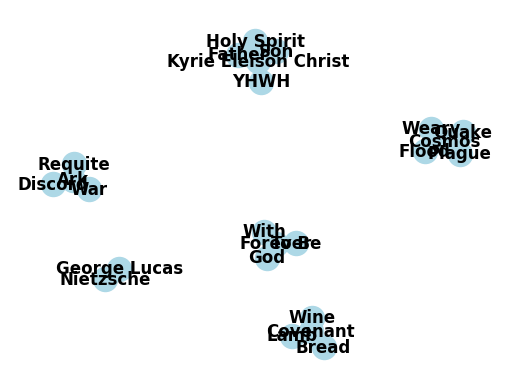 Holy Spirit
Father
Son
Kyrie Eleison Christ
YHWH
Weary
Quake
Cosmos
Flood
Plague
Requite
Ark
Discord
War
With
Forever
to Be
God
George Lucas
Nietzsche
Wine
Covenant
Lamb
Bread